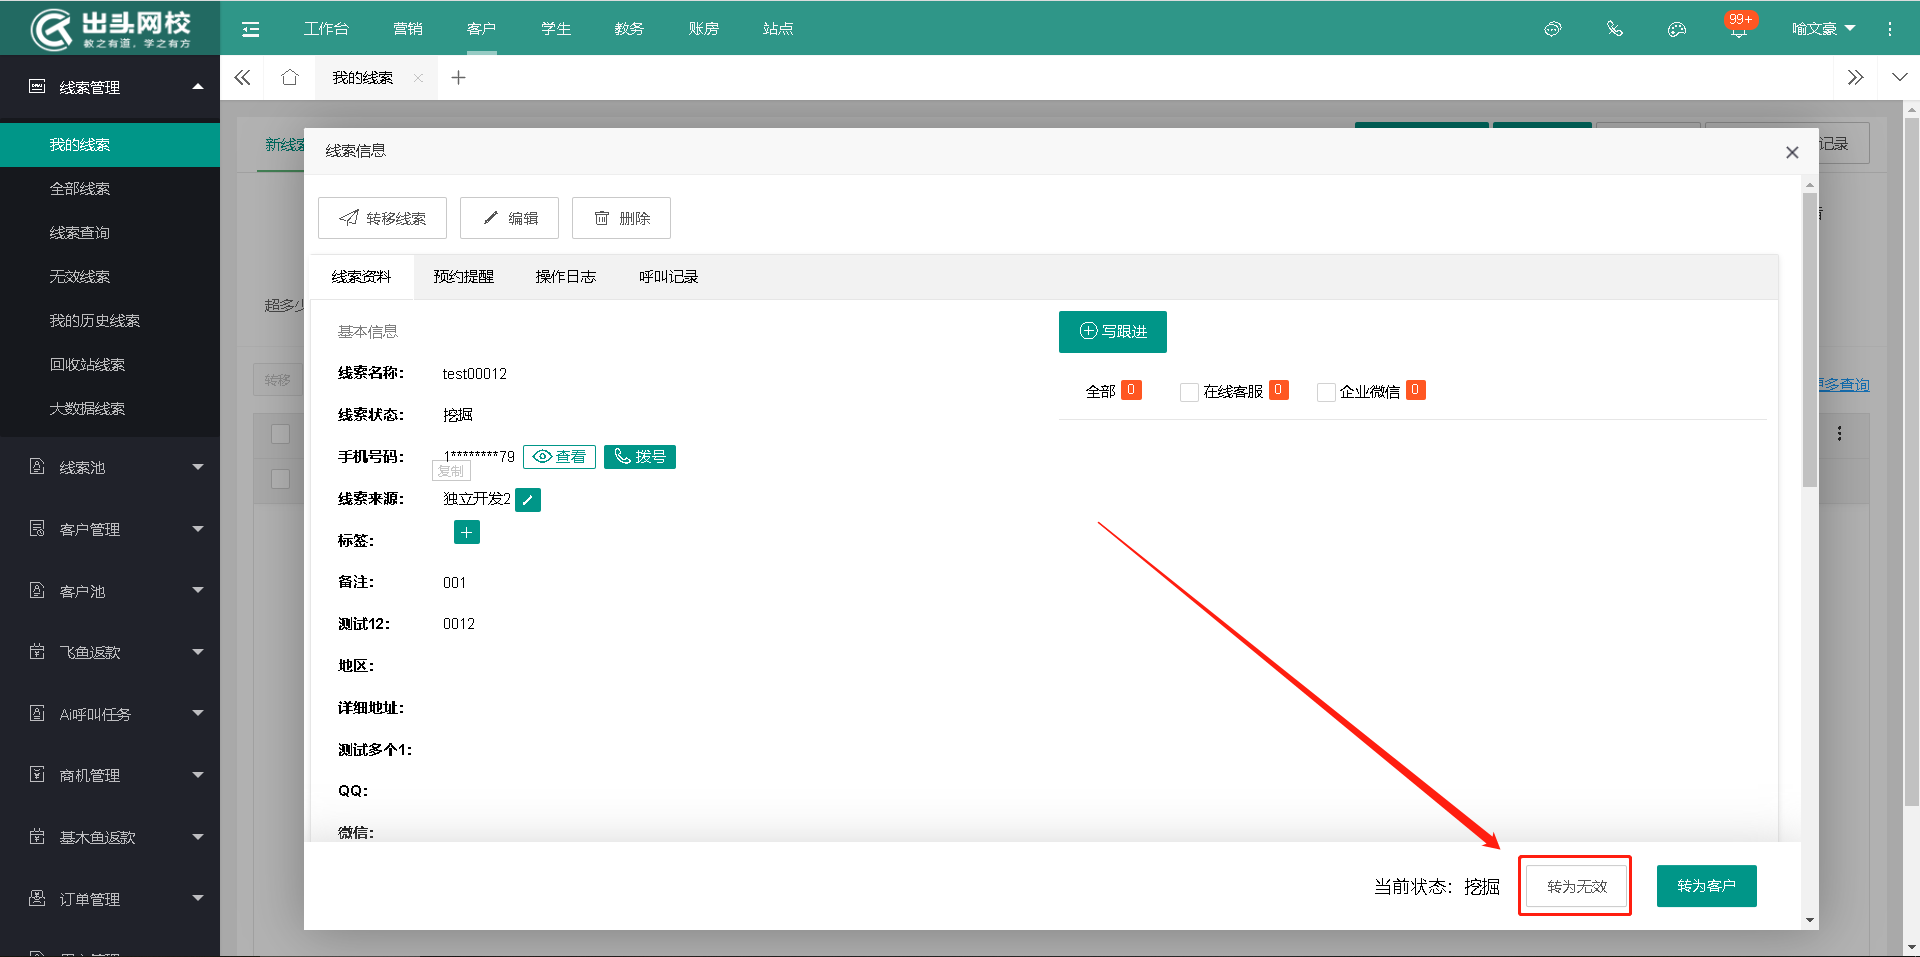 出头网校
教之有道，学之有方
工作台
营销
客户
学生
教务
账房
站点
99+
喻文豪
线索管理
我的线索
全部线索
线索查询
无效线索
我的历史线索
回收站线索
大数据线索
线索池
客户管理
客户池
飞鱼返款
Ai呼叫任务
商机管理
基木鱼返款
订单管理
我的线索
新线索
记录
超多少
转移
更多查询
线索信息
转移线索
编辑
删除
线索资料
预约提醒
操作日志
呼叫记录
基本信息
线索名称： test00012
线索状态： 挖掘
手机号码： 1********79 查看 拨号
复制
线索来源： 独立开发2
标签：
备注： 001
测试12： 0012
地区：
详细地址：
测试多个1：
QQ：
微信：
写跟进
全部 0 在线客服 0 企业微信 0
当前状态：挖掘 转为无效 转为客户